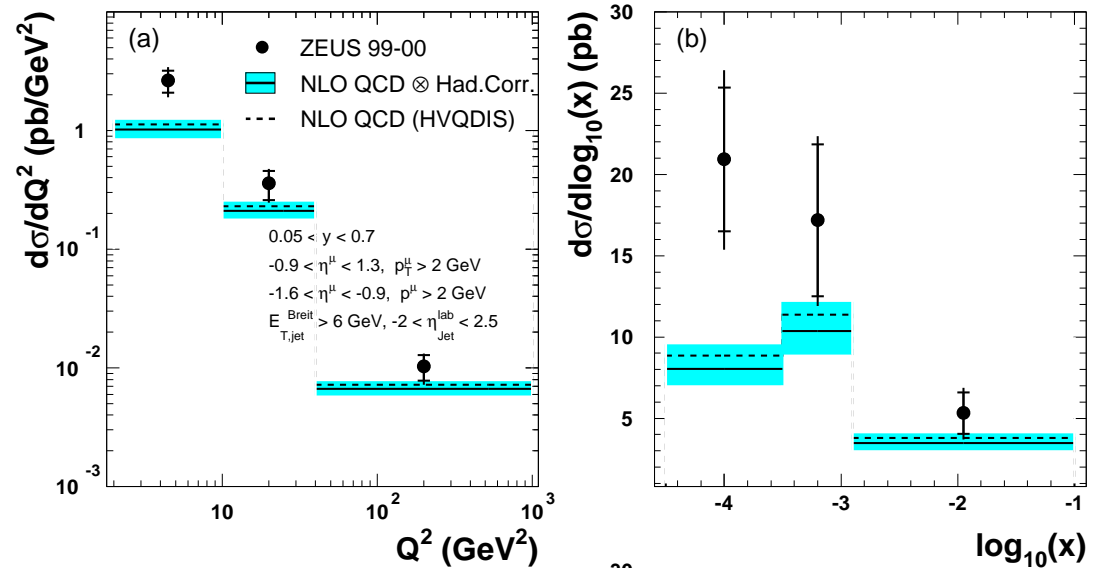 (a)
ZEUS 99-00
NLO QCD ⊗ Had.Corr.
NLO QCD (HVQDIS)
0.05 < y < 0.7
-0.9 < η^μ < 1.3, p_T^μ > 2 GeV
-1.6 < η^μ < -0.9, p^μ > 2 GeV
E_{T,jet}^{Breit} > 6 GeV, -2 < η_{Jet}^{lab} < 2.5
dσ/dQ² (pb/GeV²)
1
10⁻¹
10⁻²
10⁻³
10
10²
10³
Q² (GeV²)
(b)
dσ/dlog₁₀(x) (pb)
30
25
20
15
10
5
-4
-3
-2
-1
log₁₀(x)